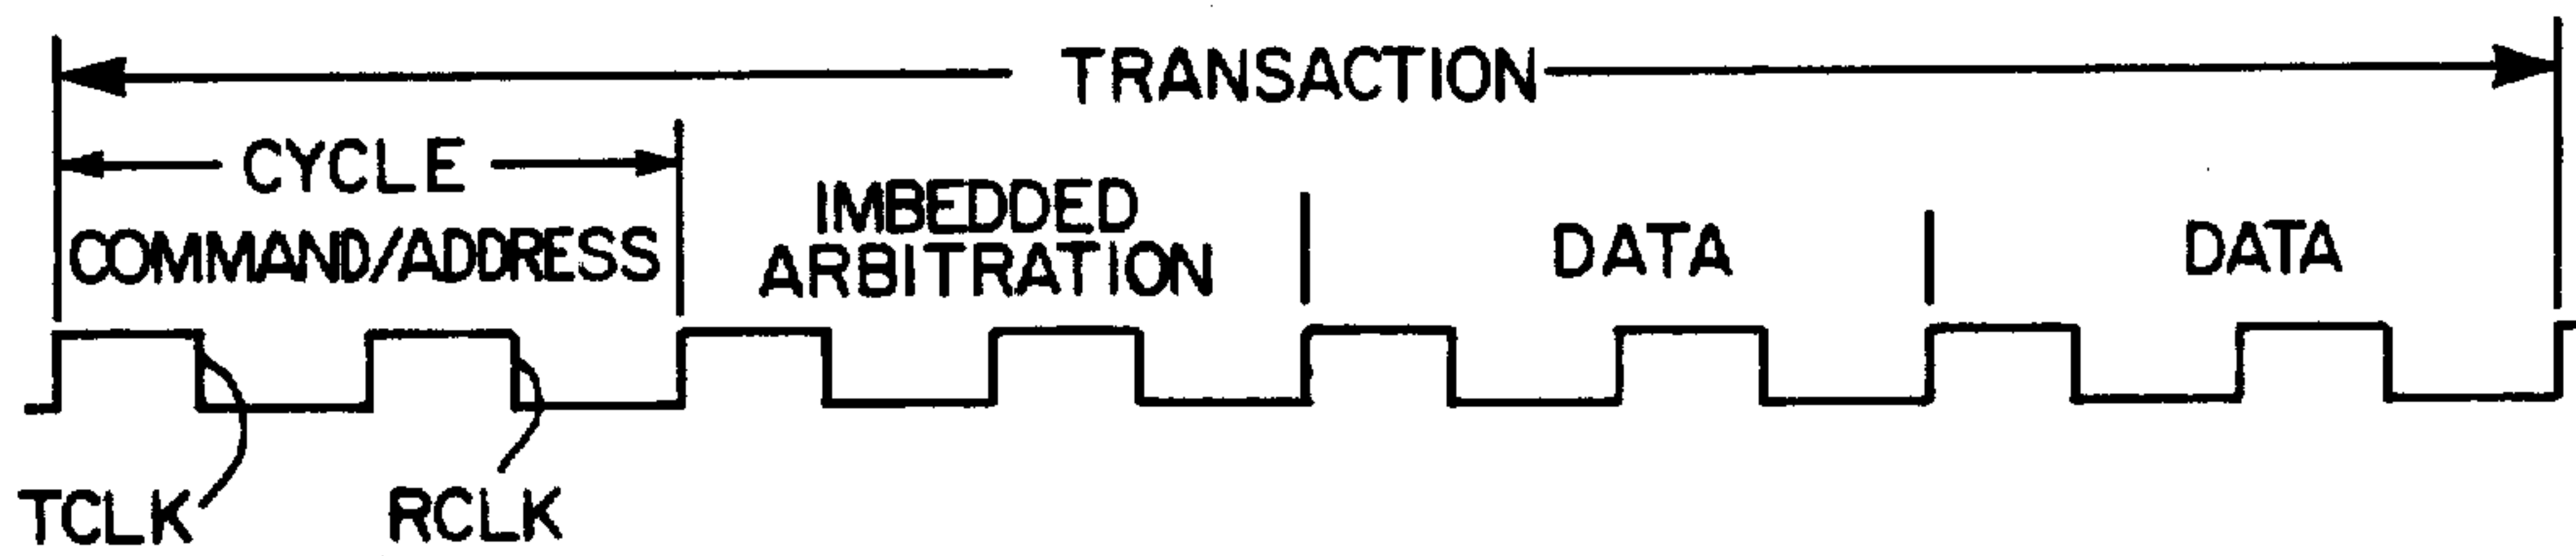 TRANSACTION
CYCLE
COMMAND/ADDRESS
IMBEDDED
ARBITRATION
DATA
DATA
TCLK
RCLK